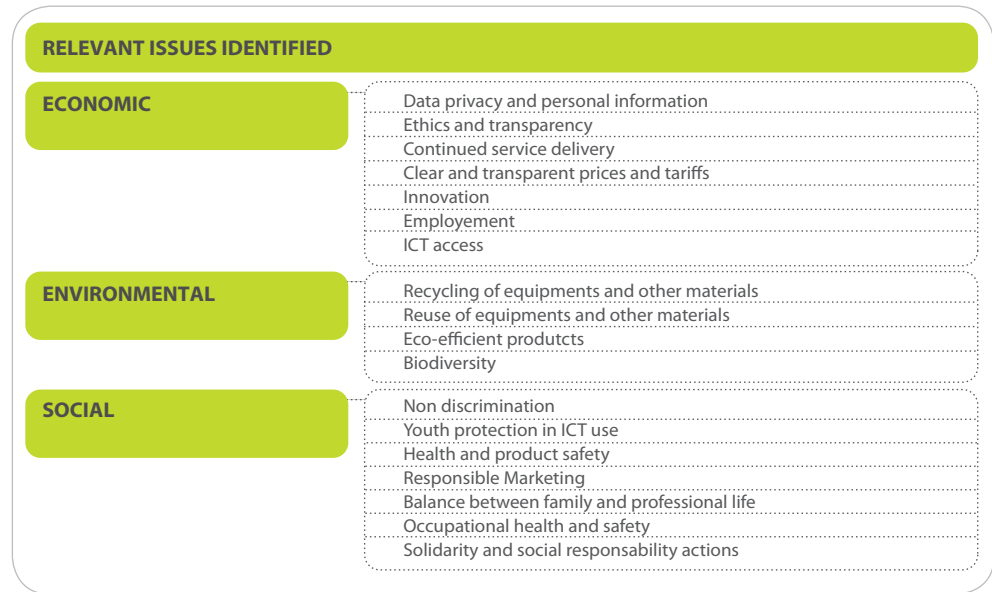 RELEVANT ISSUES IDENTIFIED
ECONOMIC
Data privacy and personal information
Ethics and transparency
Continued service delivery
Clear and transparent prices and tariffs
Innovation
Employement
ICT access
ENVIRONMENTAL
Recycling of equipments and other materials
Reuse of equipments and other materials
Eco-efficient produtcts
Biodiversity
SOCIAL
Non discrimination
Youth protection in ICT use
Health and product safety
Responsible Marketing
Balance between family and professional life
Occupational health and safety
Solidarity and social responsability actions